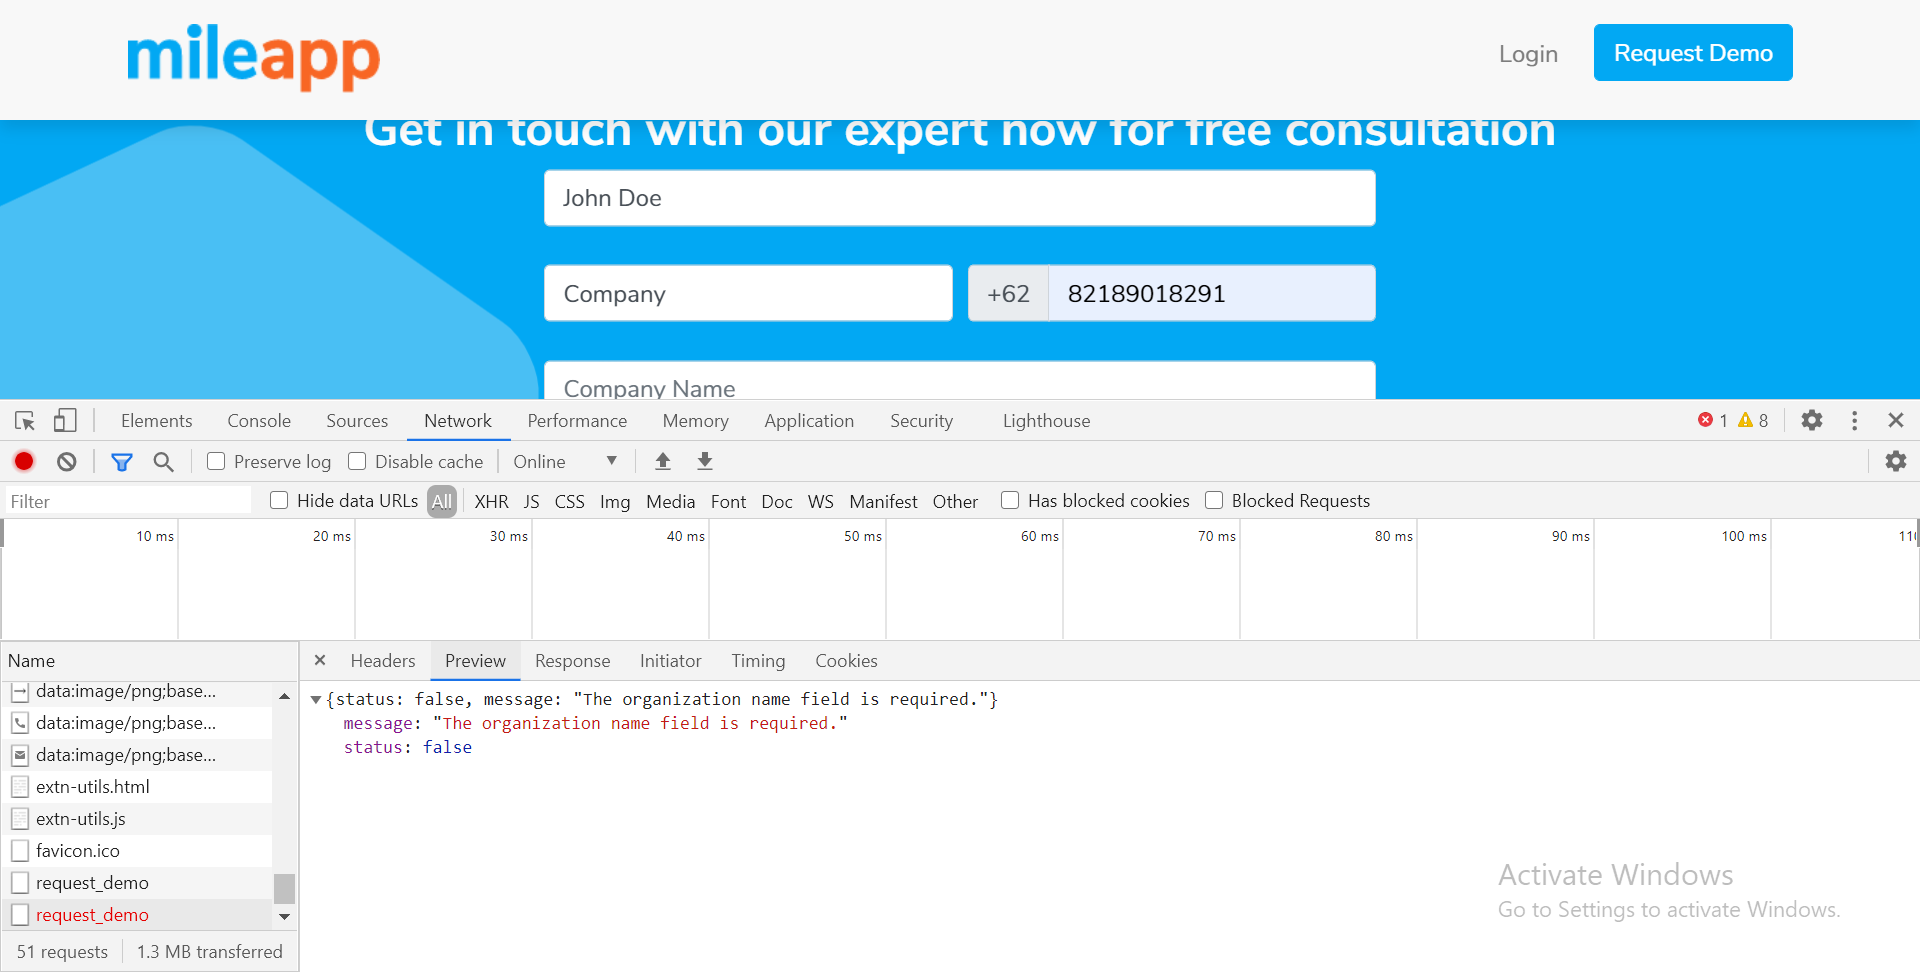 mileapp
Login
Request Demo
Get in touch with our expert now for free consultation
John Doe
Company
+62
82189018291
Company Name
Elements
Console
Sources
Network
Performance
Memory
Application
Security
Lighthouse
1
8
Preserve log
Disable cache
Online
Filter
Hide data URLs
All
XHR
JS
CSS
Img
Media
Font
Doc
WS
Manifest
Other
Has blocked cookies
Blocked Requests
10 ms
20 ms
30 ms
40 ms
50 ms
60 ms
70 ms
80 ms
90 ms
100 ms
Name
Headers
Preview
Response
Initiator
Timing
Cookies
data:image/png;base...
data:image/png;base...
data:image/png;base...
extn-utils.html
extn-utils.js
favicon.ico
request_demo
request_demo
{status: false, message: "The organization name field is required."}
message: "The organization name field is required."
status: false
Activate Windows
Go to Settings to activate Windows.
51 requests
1.3 MB transferred